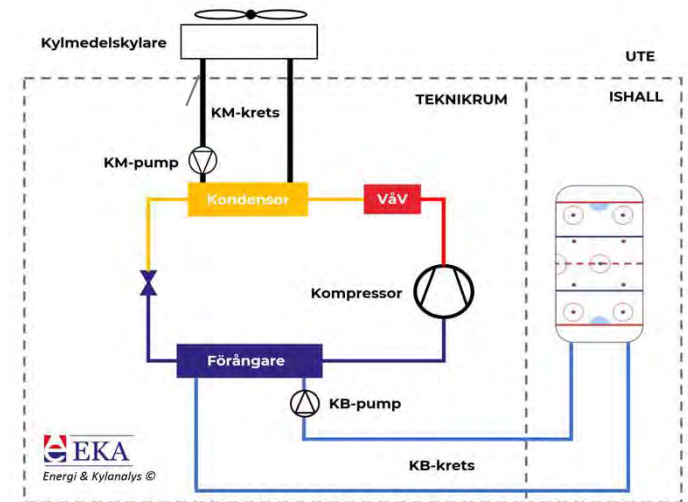 Kylmedelskylare
UTE
TEKNIKRUM
ISHALL
KM-krets
KM-pump
Kondensor
VåV
Kompressor
Förångare
KB-pump
KB-krets
EKA
Energi & Kylanalys ©